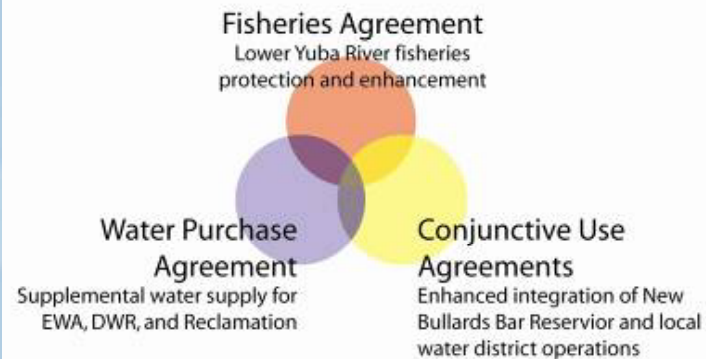 Fisheries Agreement
Lower Yuba River fisheries
protection and enhancement
Water Purchase
Agreement
Supplemental water supply for
EWA, DWR, and Reclamation
Conjunctive Use
Agreements
Enhanced integration of New
Bullards Bar Reservior and local
water district operations